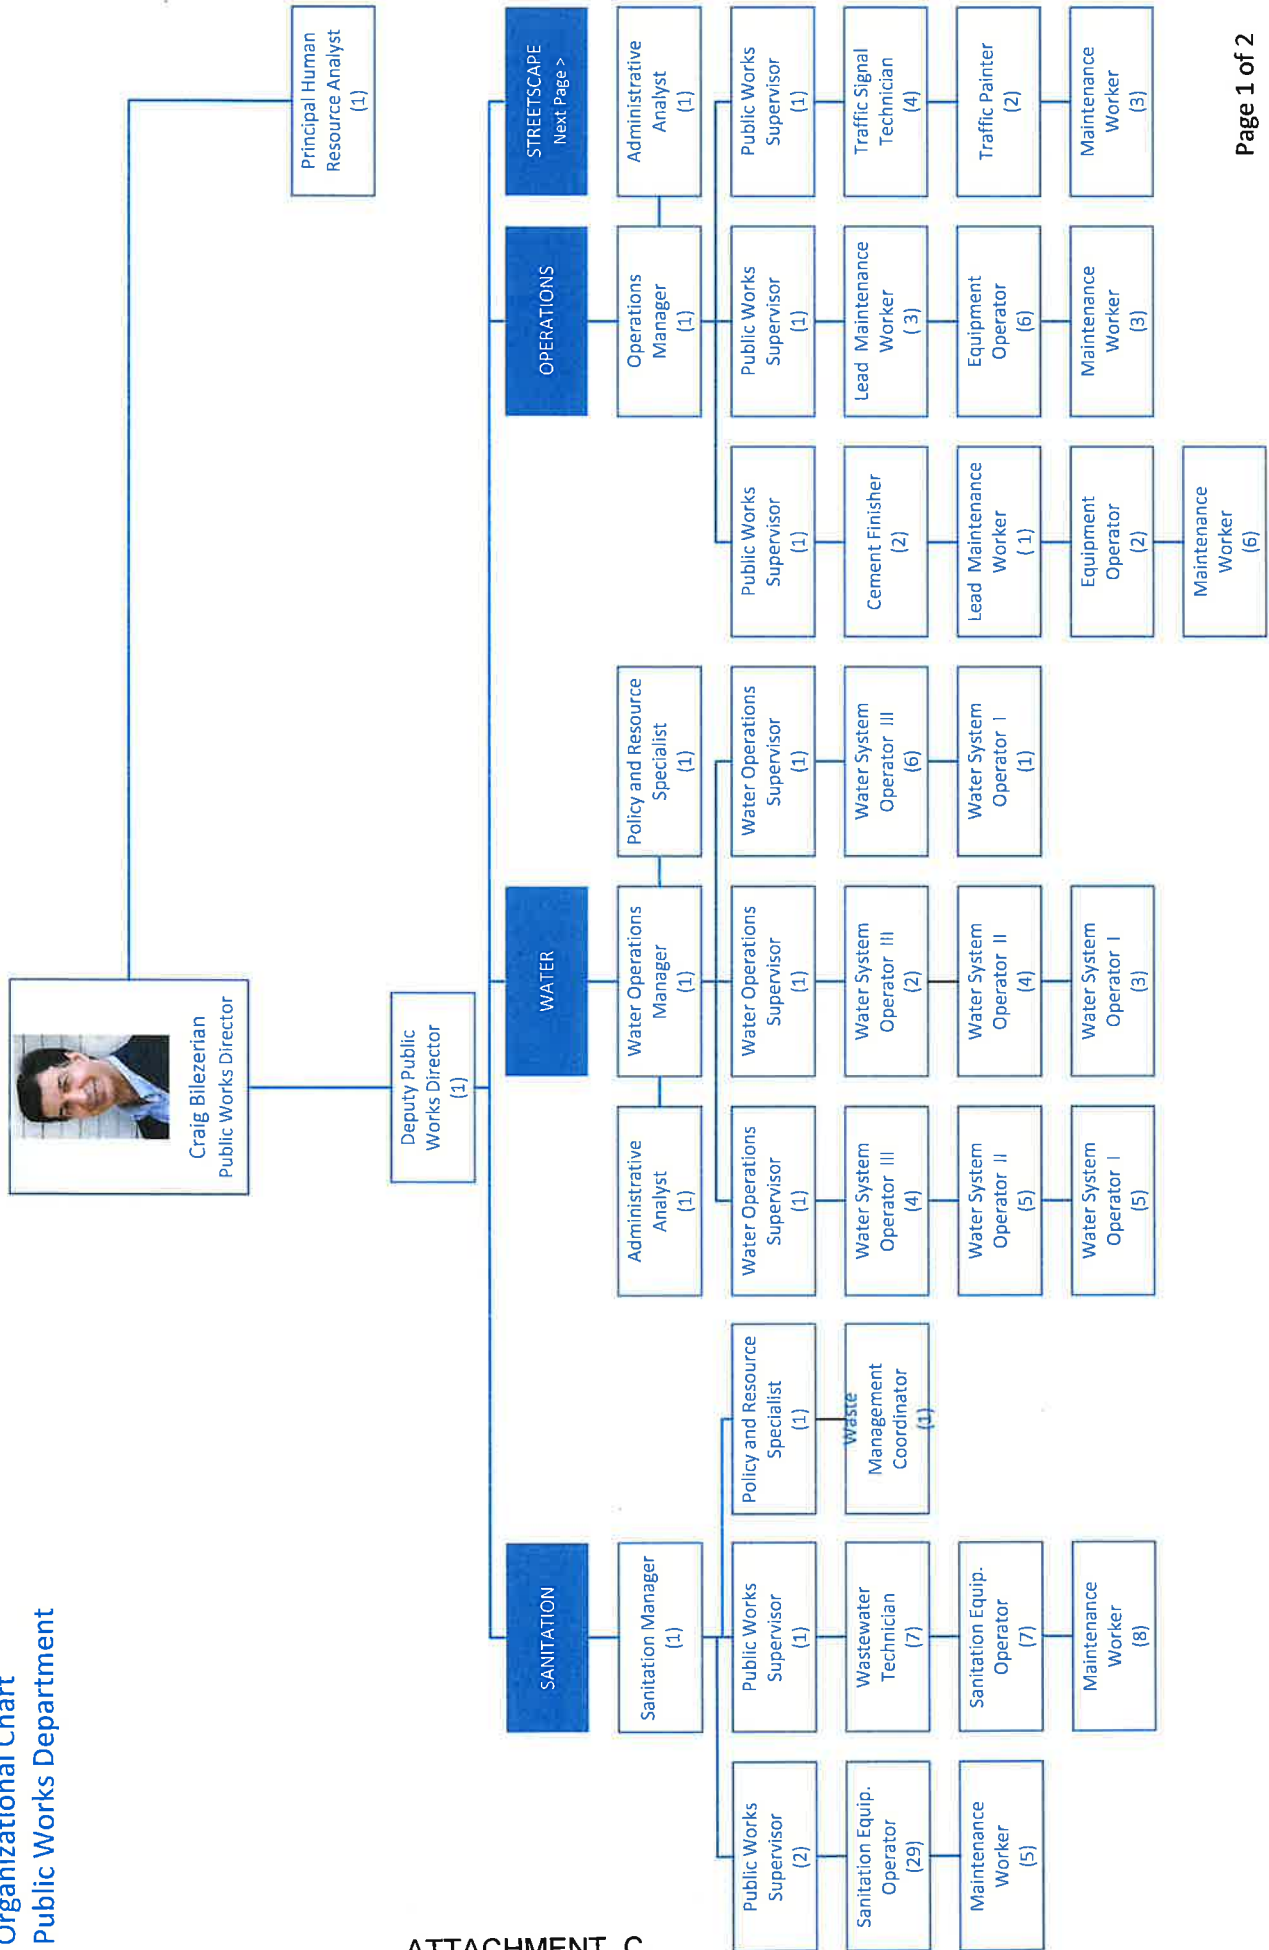 Organizational Chart
Public Works Department
Craig Bilezerian
Public Works Director
Principal Human
Resource Analyst
(1)
Deputy Public
Works Director
(1)
SANITATION
WATER
OPERATIONS
STREETSCAPE
Next Page >
Sanitation Manager
(1)
Public Works
Supervisor
(2)
Sanitation Equip.
Operator
(29)
Maintenance
Worker
(5)
Public Works
Supervisor
(1)
Wastewater
Technician
(7)
Sanitation Equip.
Operator
(7)
Maintenance
Worker
(8)
Policy and Resource
Specialist
(1)
Waste
Management
Coordinator
(1)
Administrative
Analyst
(1)
Water Operations
Manager
(1)
Policy and Resource
Specialist
(1)
Water Operations
Supervisor
(1)
Water System
Operator III
(4)
Water System
Operator II
(5)
Water System
Operator I
(5)
Water Operations
Supervisor
(1)
Water System
Operator III
(2)
Water System
Operator II
(4)
Water System
Operator I
(3)
Water Operations
Supervisor
(1)
Water System
Operator III
(6)
Water System
Operator I
(1)
Operations
Manager
(1)
Administrative
Analyst
(1)
Public Works
Supervisor
(1)
Cement Finisher
(2)
Lead Maintenance
Worker
( 1)
Equipment
Operator
(2)
Maintenance
Worker
(6)
Public Works
Supervisor
(1)
Lead Maintenance
Worker
( 3)
Equipment
Operator
(6)
Maintenance
Worker
(3)
Public Works
Supervisor
(1)
Traffic Signal
Technician
(4)
Traffic Painter
(2)
Maintenance
Worker
(3)
Page 1 of 2
ATTACHMENT C